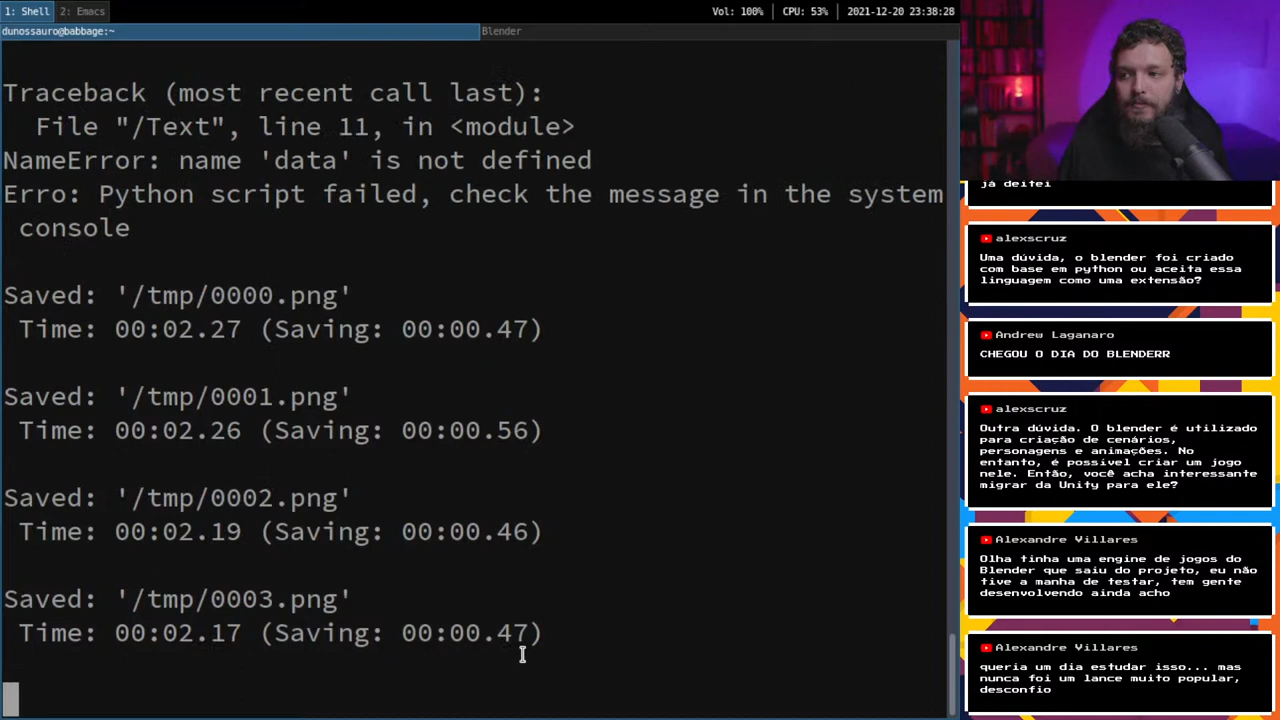 1: Shell
2: Emacs
Vol: 100%
CPU: 53%
2021-12-20 23:38:28
dunossauro@babbage:~
Blender
Traceback (most recent call last):
File "/Text", line 11, in <module>
NameError: name 'data' is not defined
Erro: Python script failed, check the message in the system
console
Saved: '/tmp/0000.png'
Time: 00:02.27 (Saving: 00:00.47)
Saved: '/tmp/0001.png'
Time: 00:02.26 (Saving: 00:00.56)
Saved: '/tmp/0002.png'
Time: 00:02.19 (Saving: 00:00.46)
Saved: '/tmp/0003.png'
Time: 00:02.17 (Saving: 00:00.47)
já deitei
alexscruz
Uma dúvida, o blender foi criado
com base em python ou aceita essa
linguagem como uma extensão?
Andrew Laganaro
CHEGOU O DIA DO BLENDERR
alexscruz
Outra dúvida. O blender é utilizado
para criação de cenários,
personagens e animações. No
entanto, é possivel criar um jogo
nele. Então, você acha interessante
migrar da Unity para ele?
Alexandre Villares
Olha tinha uma engine de jogos do
Blender que saiu do projeto, eu não
tive a manha de testar, tem gente
desenvolvendo ainda acho
Alexandre Villares
queria um dia estudar isso... mas
nunca foi um lance muito popular,
desconfio